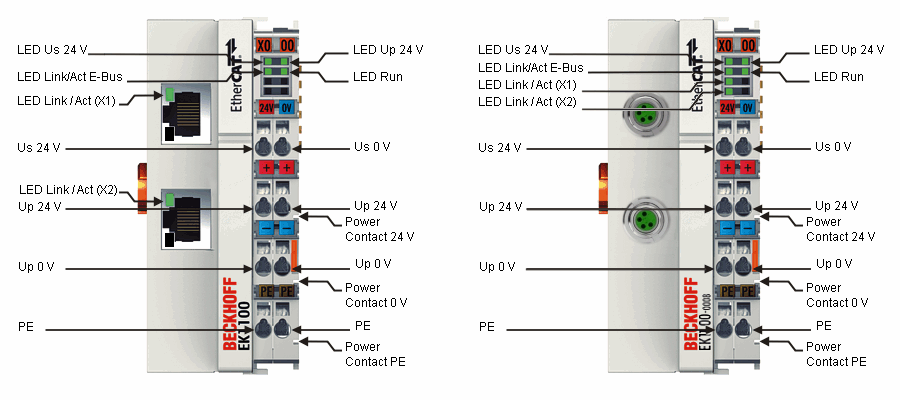 LED Us 24 V
LED Link/Act E-Bus
LED Link / Act (X1)
Us 24 V
LED Link / Act (X2)
Up 24 V
Up 0 V
PE
EtherCAT
X0 00
24V 0V
+ +
− −
PE PE
BECKHOFF
EK1100
LED Up 24 V
LED Run
Us 0 V
Up 24 V
Power
Contact 24 V
Up 0 V
Power
Contact 0 V
PE
Power
Contact PE
LED Us 24 V
LED Link/Act E-Bus
LED Link / Act (X1)
LED Link / Act (X2)
Us 24 V
Up 24 V
Up 0 V
PE
EtherCAT
X0 00
24V 0V
+ +
− −
PE PE
BECKHOFF
EK1100-0008
LED Up 24 V
LED Run
Us 0 V
Up 24 V
Power
Contact 24 V
Up 0 V
Power
Contact 0 V
PE
Power
Contact PE